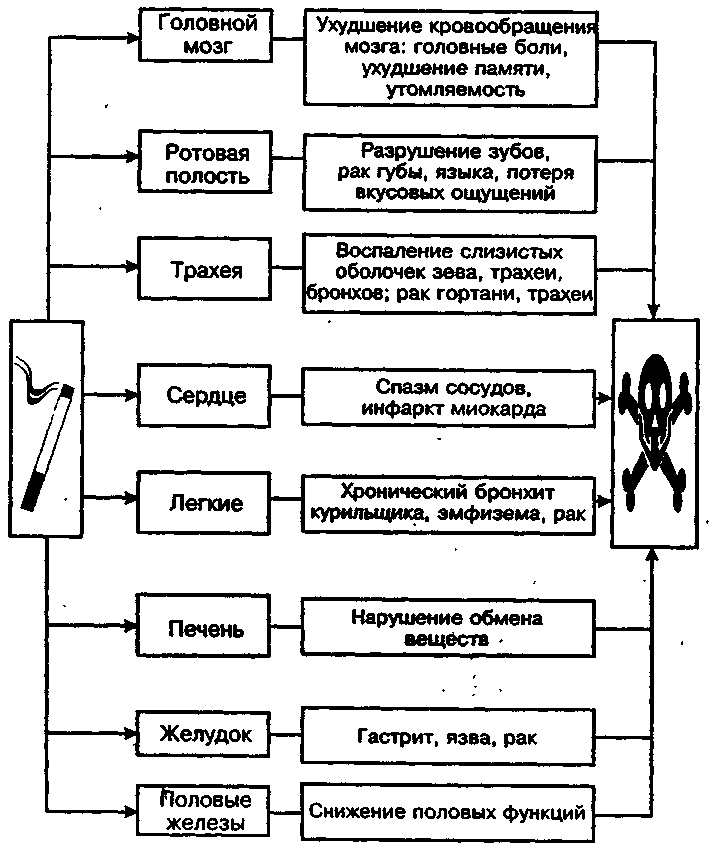 Головной
мозг
Ухудшение кровообращения
мозга: головные боли,
ухудшение памяти,
утомляемость
Ротовая
полость
Разрушение зубов,
рак губы, языка, потеря
вкусовых ощущений
Трахея
Воспаление слизистых
оболочек зева, трахеи,
бронхов; рак гортани, трахеи
Сердце
Спазм сосудов,
инфаркт миокарда
Легкие
Хронический бронхит
курильщика, эмфизема, рак
Печень
Нарушение обмена
веществ
Желудок
Гастрит, язва, рак
Половые
железы
Снижение половых функций